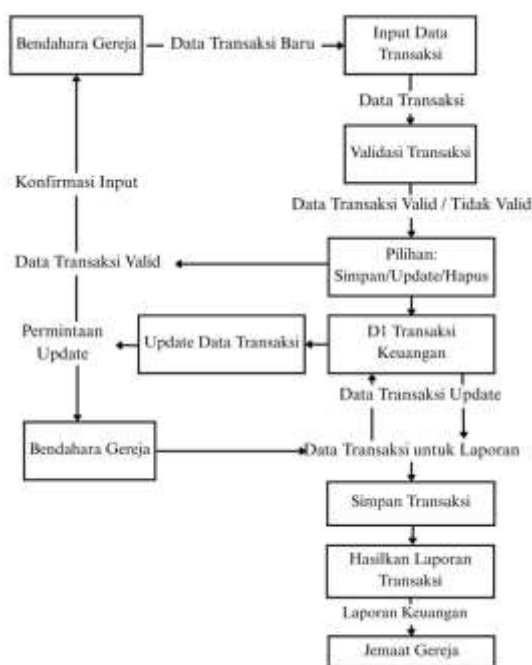 Bendahara Gereja
Data Transaksi Baru
Input Data
Transaksi
Data Transaksi
Validasi Transaksi
Konfirmasi Input
Data Transaksi Valid / Tidak Valid
Data Transaksi Valid
Pilihan:
Simpan/Update/Hapus
Permintaan
Update
Update Data Transaksi
D1 Transaksi
Keuangan
Data Transaksi Update
Bendahara Gereja
Data Transaksi untuk Laporan
Simpan Transaksi
Hasilkan Laporan
Transaksi
Laporan Keuangan
Jemaat Gereja